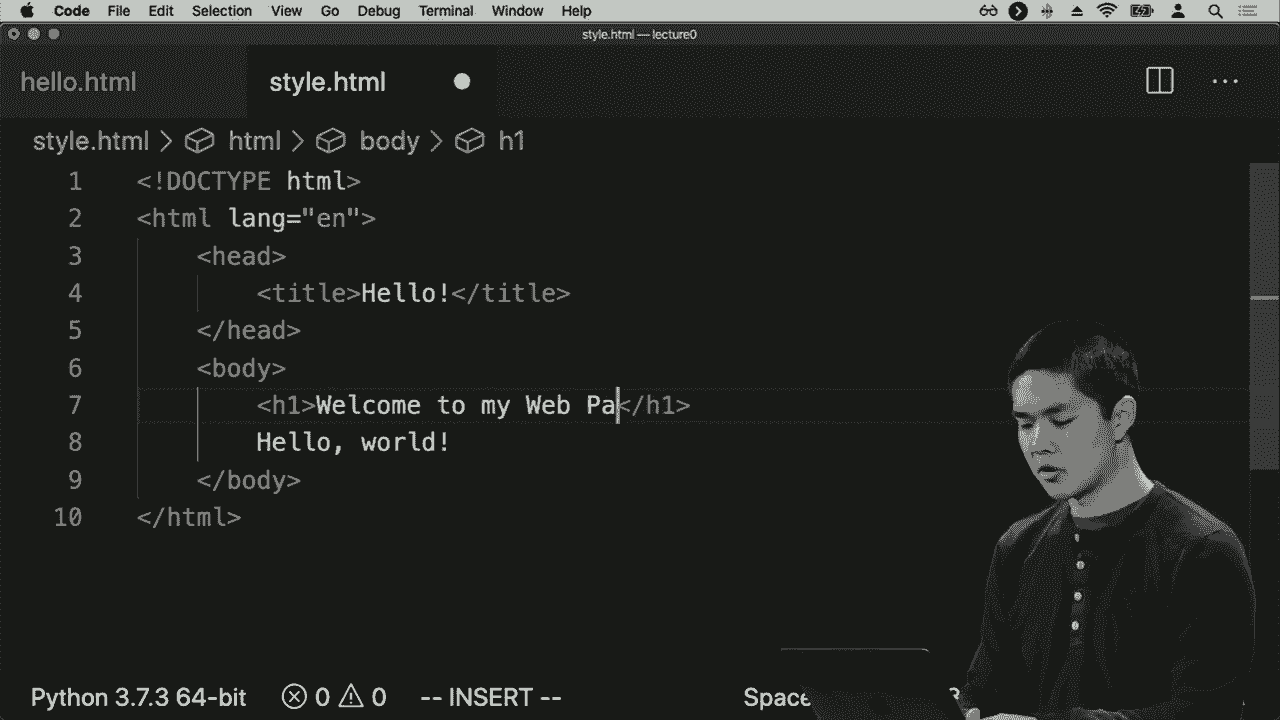 Code File Edit Selection View Go Debug Terminal Window Help
style.html — lecture0
hello.html style.html
style.html > html > body > h1
1 <!DOCTYPE html>
2 <html lang="en">
3 <head>
4 <title>Hello!</title>
5 </head>
6 <body>
7 <h1>Welcome to my Web Pa</h1>
8 Hello, world!
9 </body>
10 </html>
Python 3.7.3 64-bit 0 0 -- INSERT --